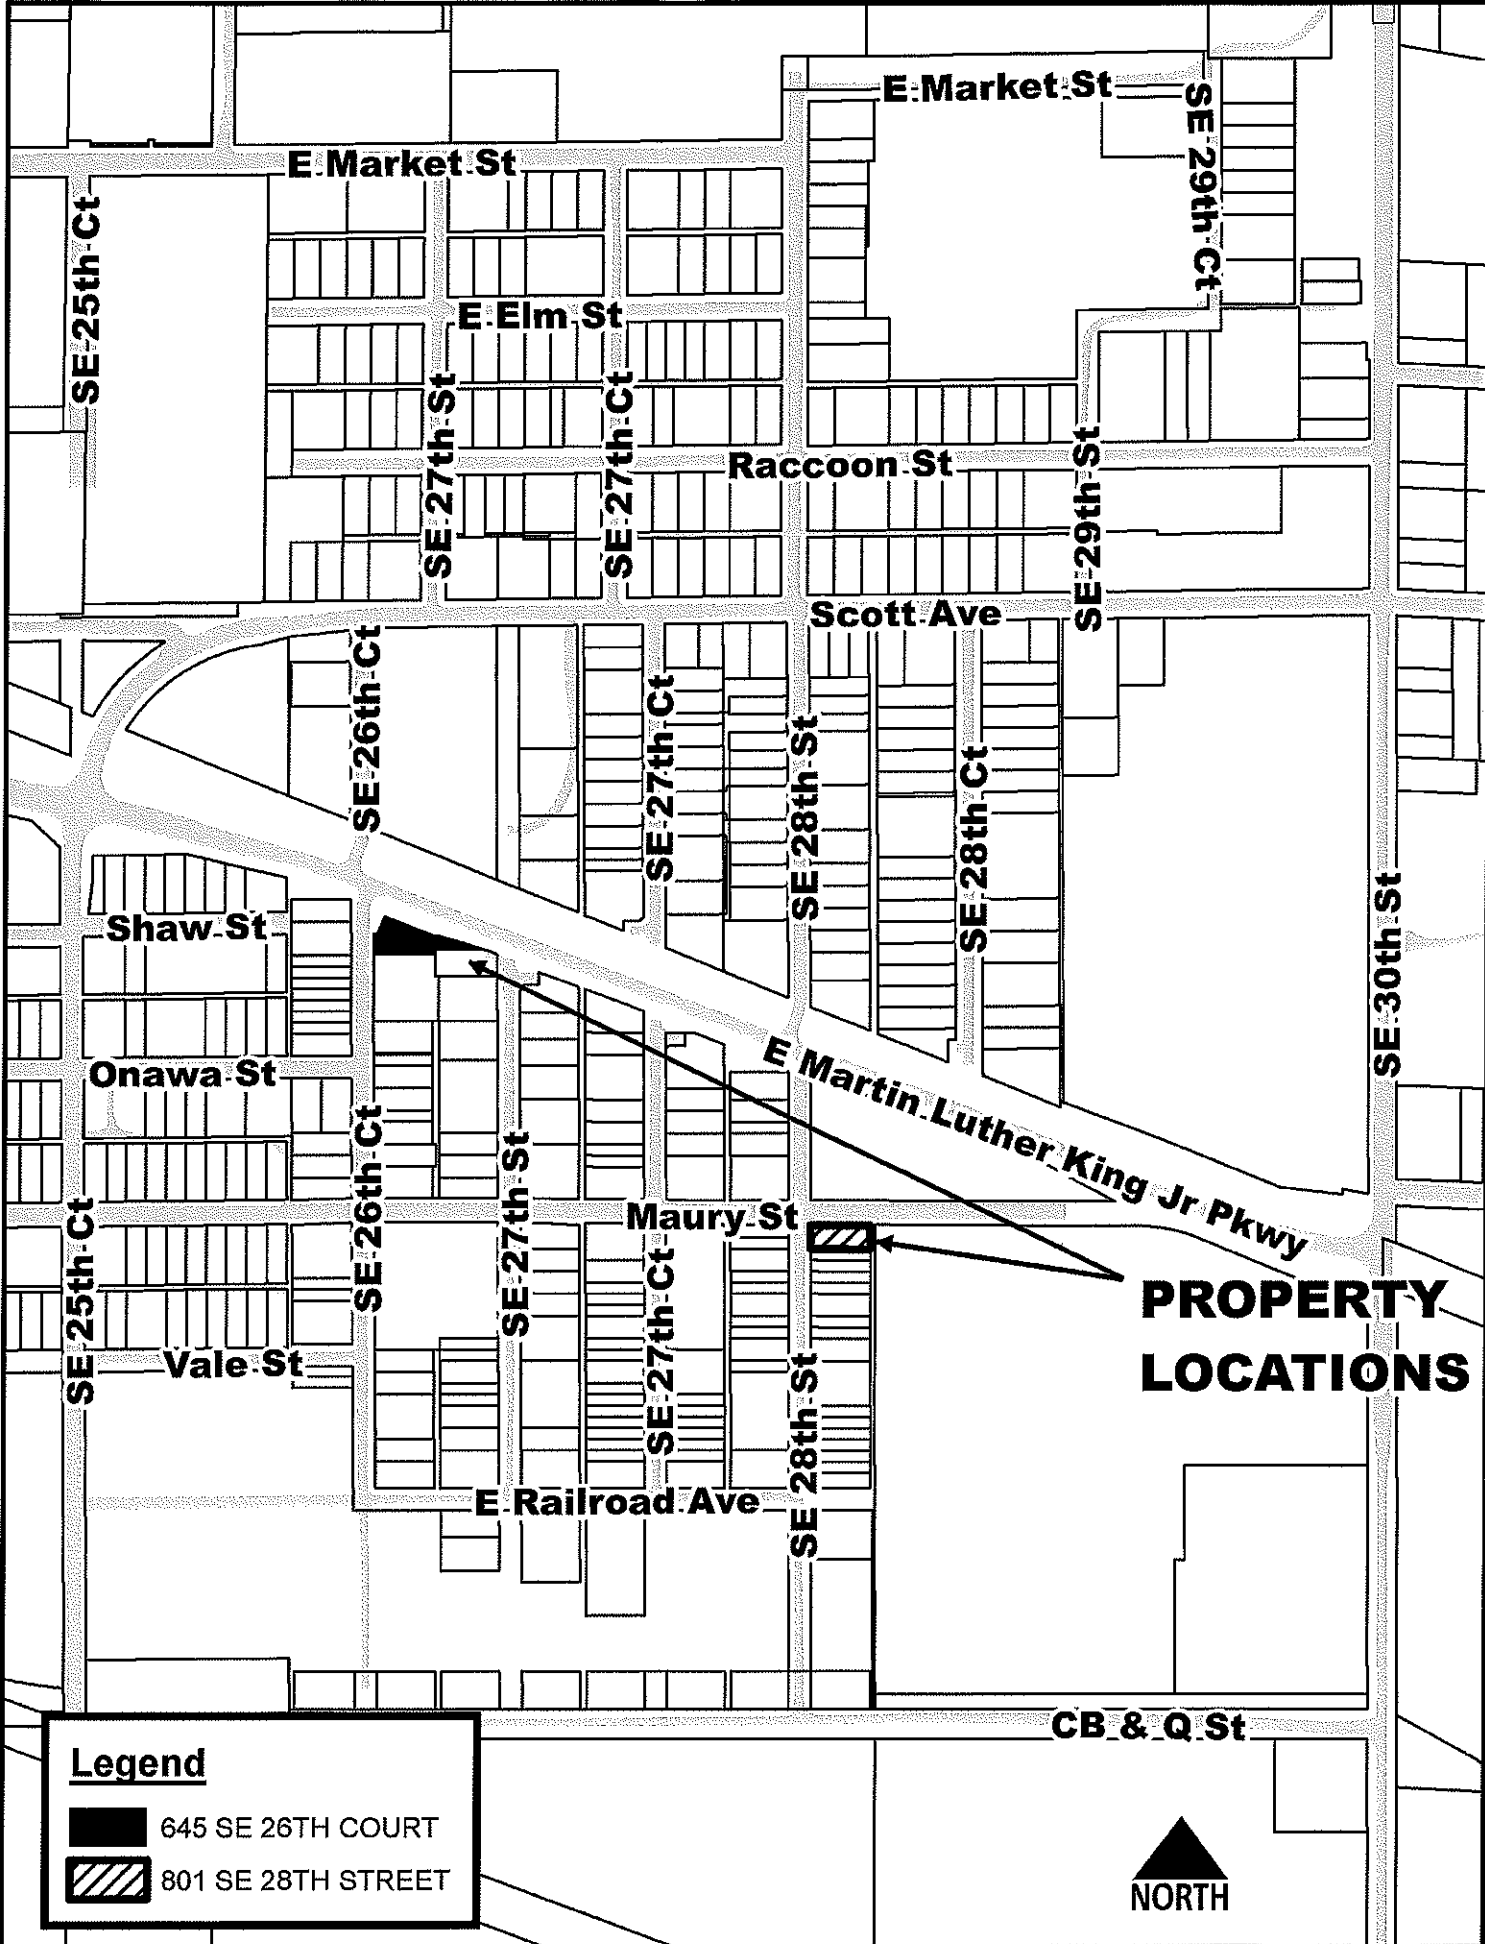 E Market St
SE 29th Ct
E Market St
SE 25th Ct
E Elm St
SE 27th St
SE 27th Ct
Raccoon St
SE 29th St
Scott Ave
SE 26th Ct
SE 27th Ct
SE 28th St
SE 28th Ct
SE 30th St
Shaw St
E Martin Luther King Jr Pkwy
Onawa St
SE 26th Ct
SE 27th St
Maury St
SE 25th Ct
SE 27th Ct
PROPERTY
LOCATIONS
Vale St
SE 28th St
E Railroad Ave
CB & Q St
Legend
645 SE 26TH COURT
801 SE 28TH STREET
NORTH